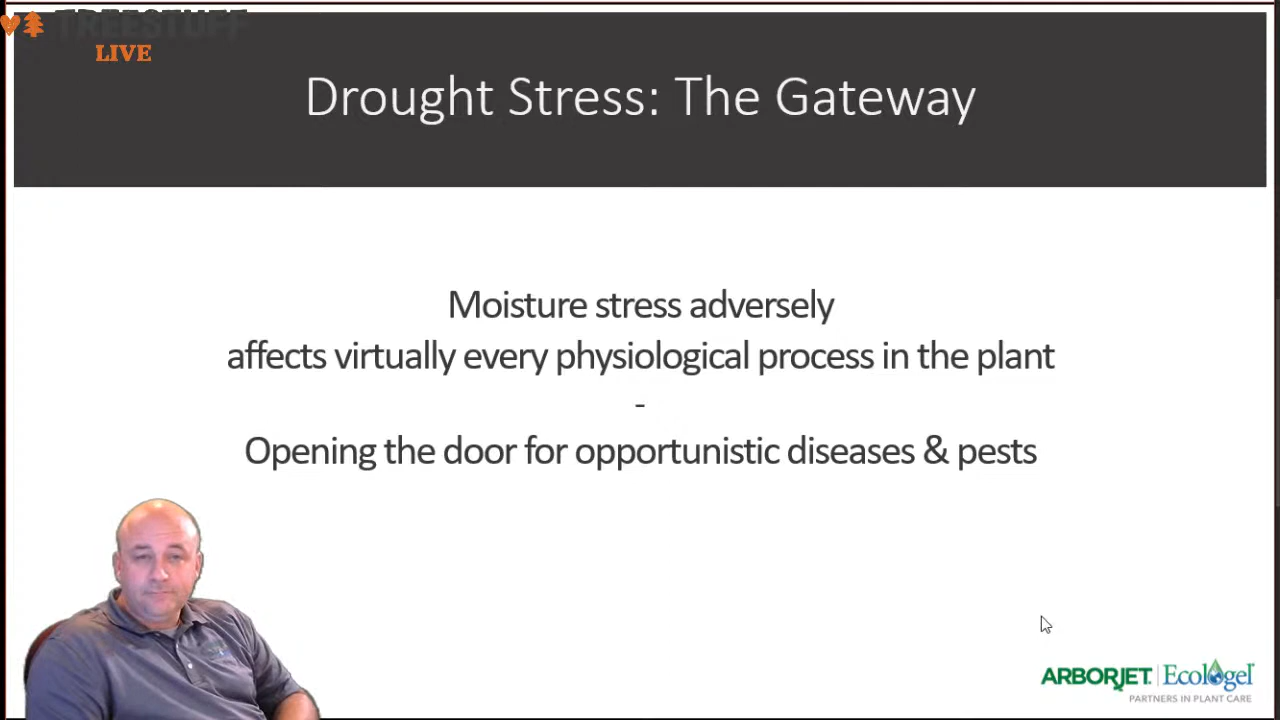 TREESTUFF
LIVE
Drought Stress: The Gateway
Moisture stress adversely
affects virtually every physiological process in the plant
-
Opening the door for opportunistic diseases & pests
ARBORJET | Ecologel
PARTNERS IN PLANT CARE